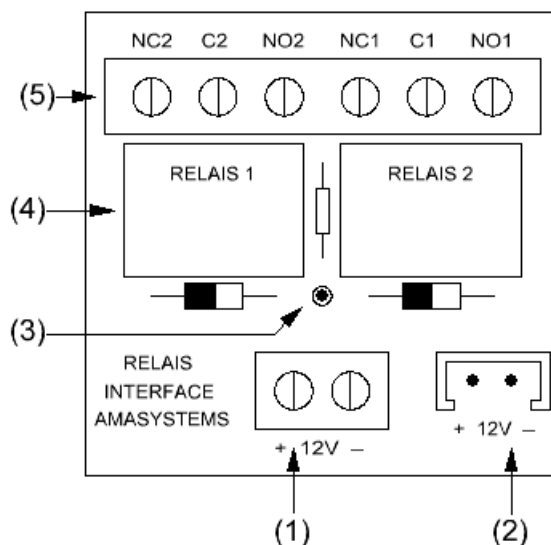 NC2 C2 NO2 NC1 C1 NO1
(5)
RELAIS 1 RELAIS 2
(4)
(3)
RELAIS
INTERFACE
AMASYSTEMS
+ 12V – + 12V –
(1) (2)